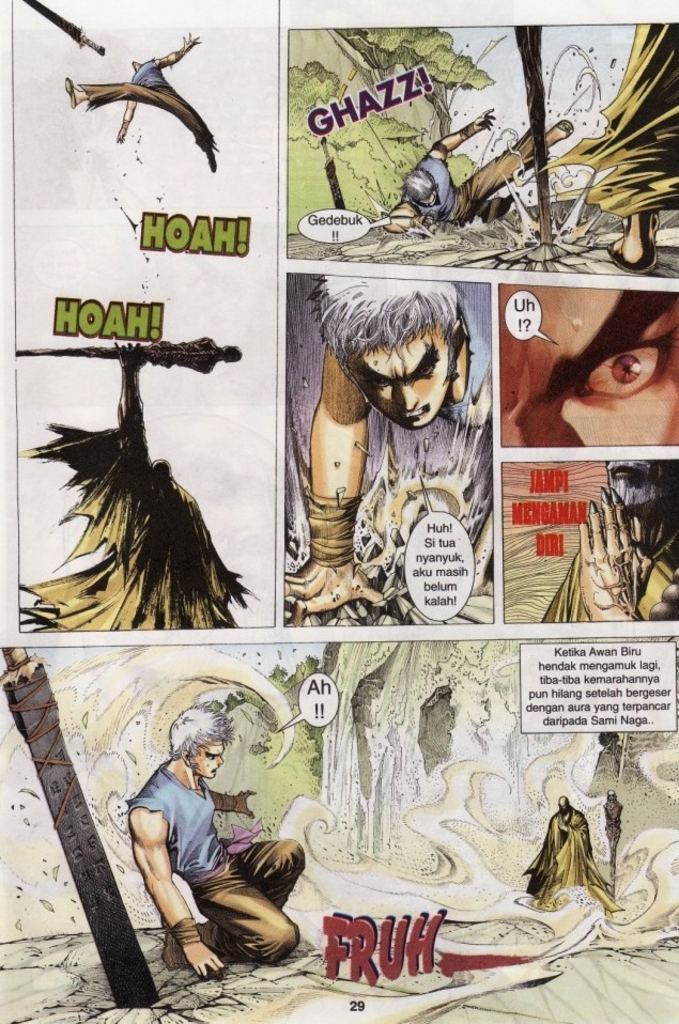 HOAH!
HOAH!
GHAZZ!
Gedebuk
!!
Huh!
Si tua
nyanyuk,
aku masih
belum
kalah!
Uh
!?
JAMPI
MENGAMAN
DIRI
Ah
!!
Ketika Awan Biru
hendak mengamuk lagi,
tiba-tiba kemarahannya
pun hilang setelah bergeser
dengan aura yang terpancar
daripada Sami Naga..
FRUH
29